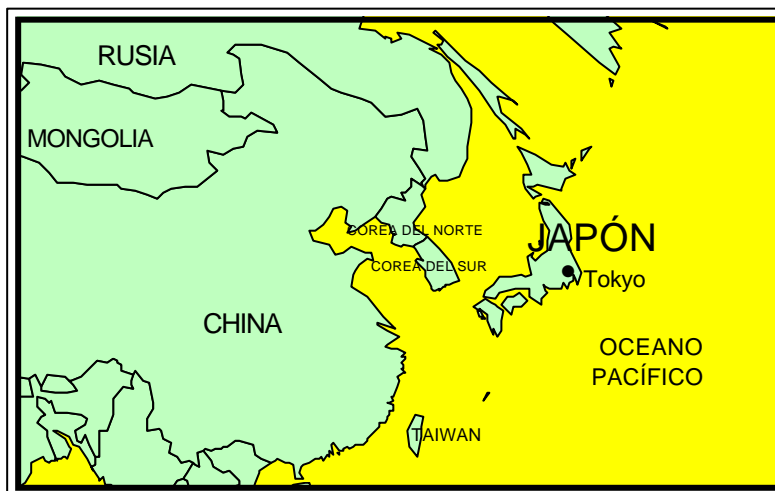 RUSIA
MONGOLIA
COREA DEL NORTE
JAPÓN
COREA DEL SUR
Tokyo
CHINA
OCEANO
PACÍFICO
TAIWAN